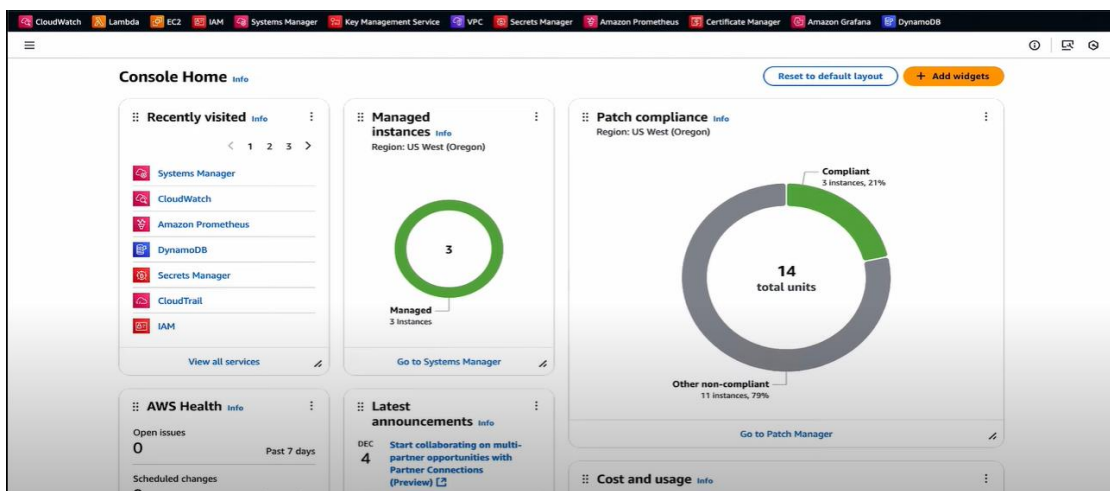 CloudWatch Lambda EC2 IAM Systems Manager Key Management Service VPC Secrets Manager Amazon Prometheus Certificate Manager Amazon Grafana DynamoDB
Console Home Info
Reset to default layout
+ Add widgets
Recently visited Info
< 1 2 3 >
Systems Manager
CloudWatch
Amazon Prometheus
DynamoDB
Secrets Manager
CloudTrail
IAM
View all services
Managed
instances Info
Region: US West (Oregon)
3
Managed
3 Instances
Go to Systems Manager
Patch compliance Info
Region: US West (Oregon)
Compliant
3 instances, 21%
14
total units
Other non-compliant
11 instances, 79%
Go to Patch Manager
AWS Health Info
Open issues
0
Past 7 days
Scheduled changes
Latest
announcements Info
DEC
4
Start collaborating on multi-
partner opportunities with
Partner Connections
(Preview)
Cost and usage Info